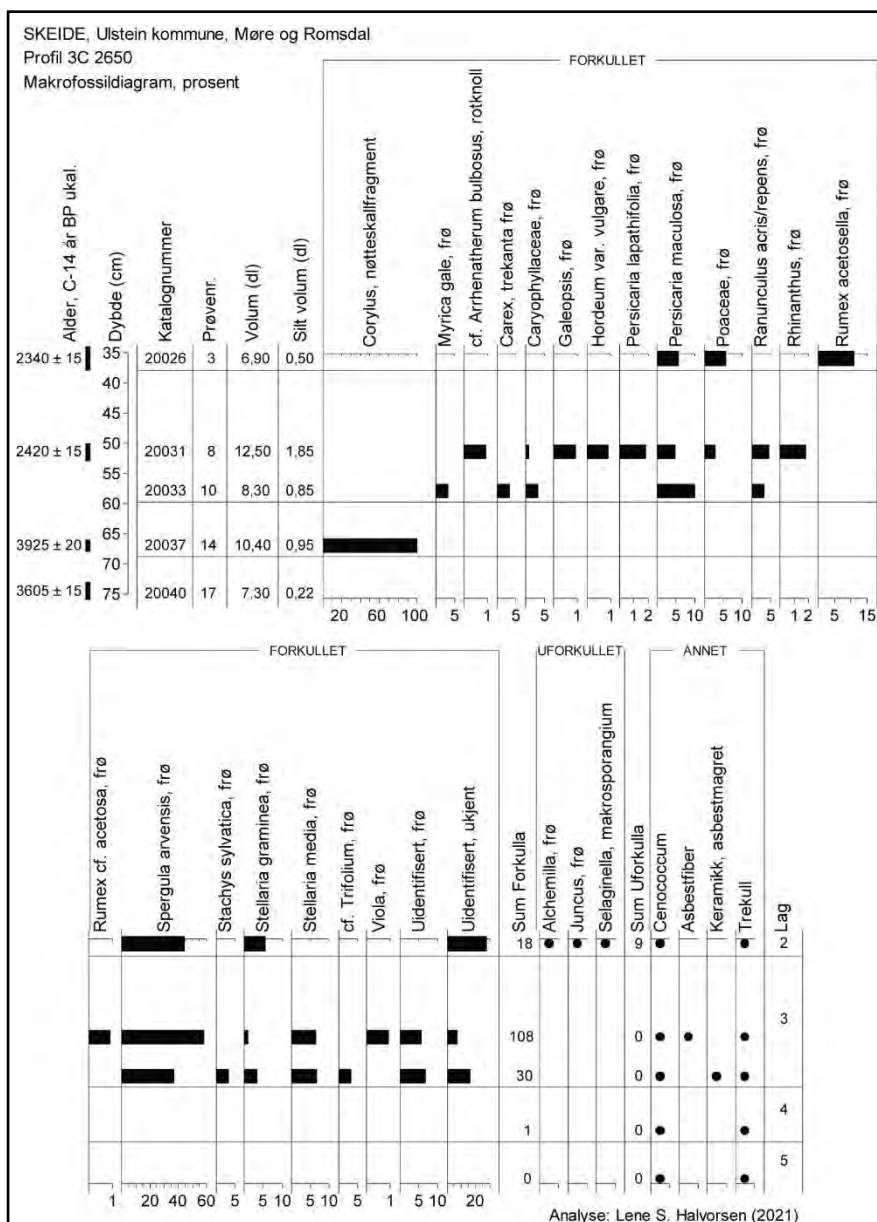 SKEIDE, Ulstein kommune, Møre og Romsdal
Profil 3C 2650
Makrofossildiagram, prosent
FORKULLET
Alder, C-14 år BP ukal.
Dybde (cm)
Katalognummer
Prøvenr.
Volum (dl)
Silt volum (dl)
Corylus, nøtteskallfragment
Myrica gale, frø
cf. Arrhenatherum bulbosus, rotknoll
Carex, trekanta frø
Caryophyllaceae, frø
Galeopsis, frø
Hordeum var. vulgare, frø
Persicaria lapathifolia, frø
Persicaria maculosa, frø
Poaceae, frø
Ranunculus acris/repens, frø
Rhinanthus, frø
Rumex acetosella, frø
2340 ± 15 35 20026 3 6,90 0,50
40
45
2420 ± 15 50 20031 8 12,50 1,85
55
20033 10 8,30 0,85
60
65
3925 ± 20 20037 14 10,40 0,95
70
3605 ± 15 75 20040 17 7,30 0,22
20 60 100 5 1 5 5 1 1 1 2 5 10 5 10 5 1 2 5 15
FORKULLET
UFORKULLET
ANNET
Rumex cf. acetosa, frø
Spergula arvensis, frø
Stachys sylvatica, frø
Stellaria graminea, frø
Stellaria media, frø
cf. Trifolium, frø
Viola, frø
Uidentifisert, frø
Uidentifisert, ukjent
Sum Forkulla
Alchemilla, frø
Juncus, frø
Selaginella, makrosporangium
Sum Uforkulla
Cenococcum
Asbestfiber
Keramikk, asbestmagret
Trekull
Lag
18 9 2
3
108 0
30 0
4
1 0
5
0 0
1 20 40 60 5 5 10 5 10 5 1 5 10 20
Analyse: Lene S. Halvorsen (2021)